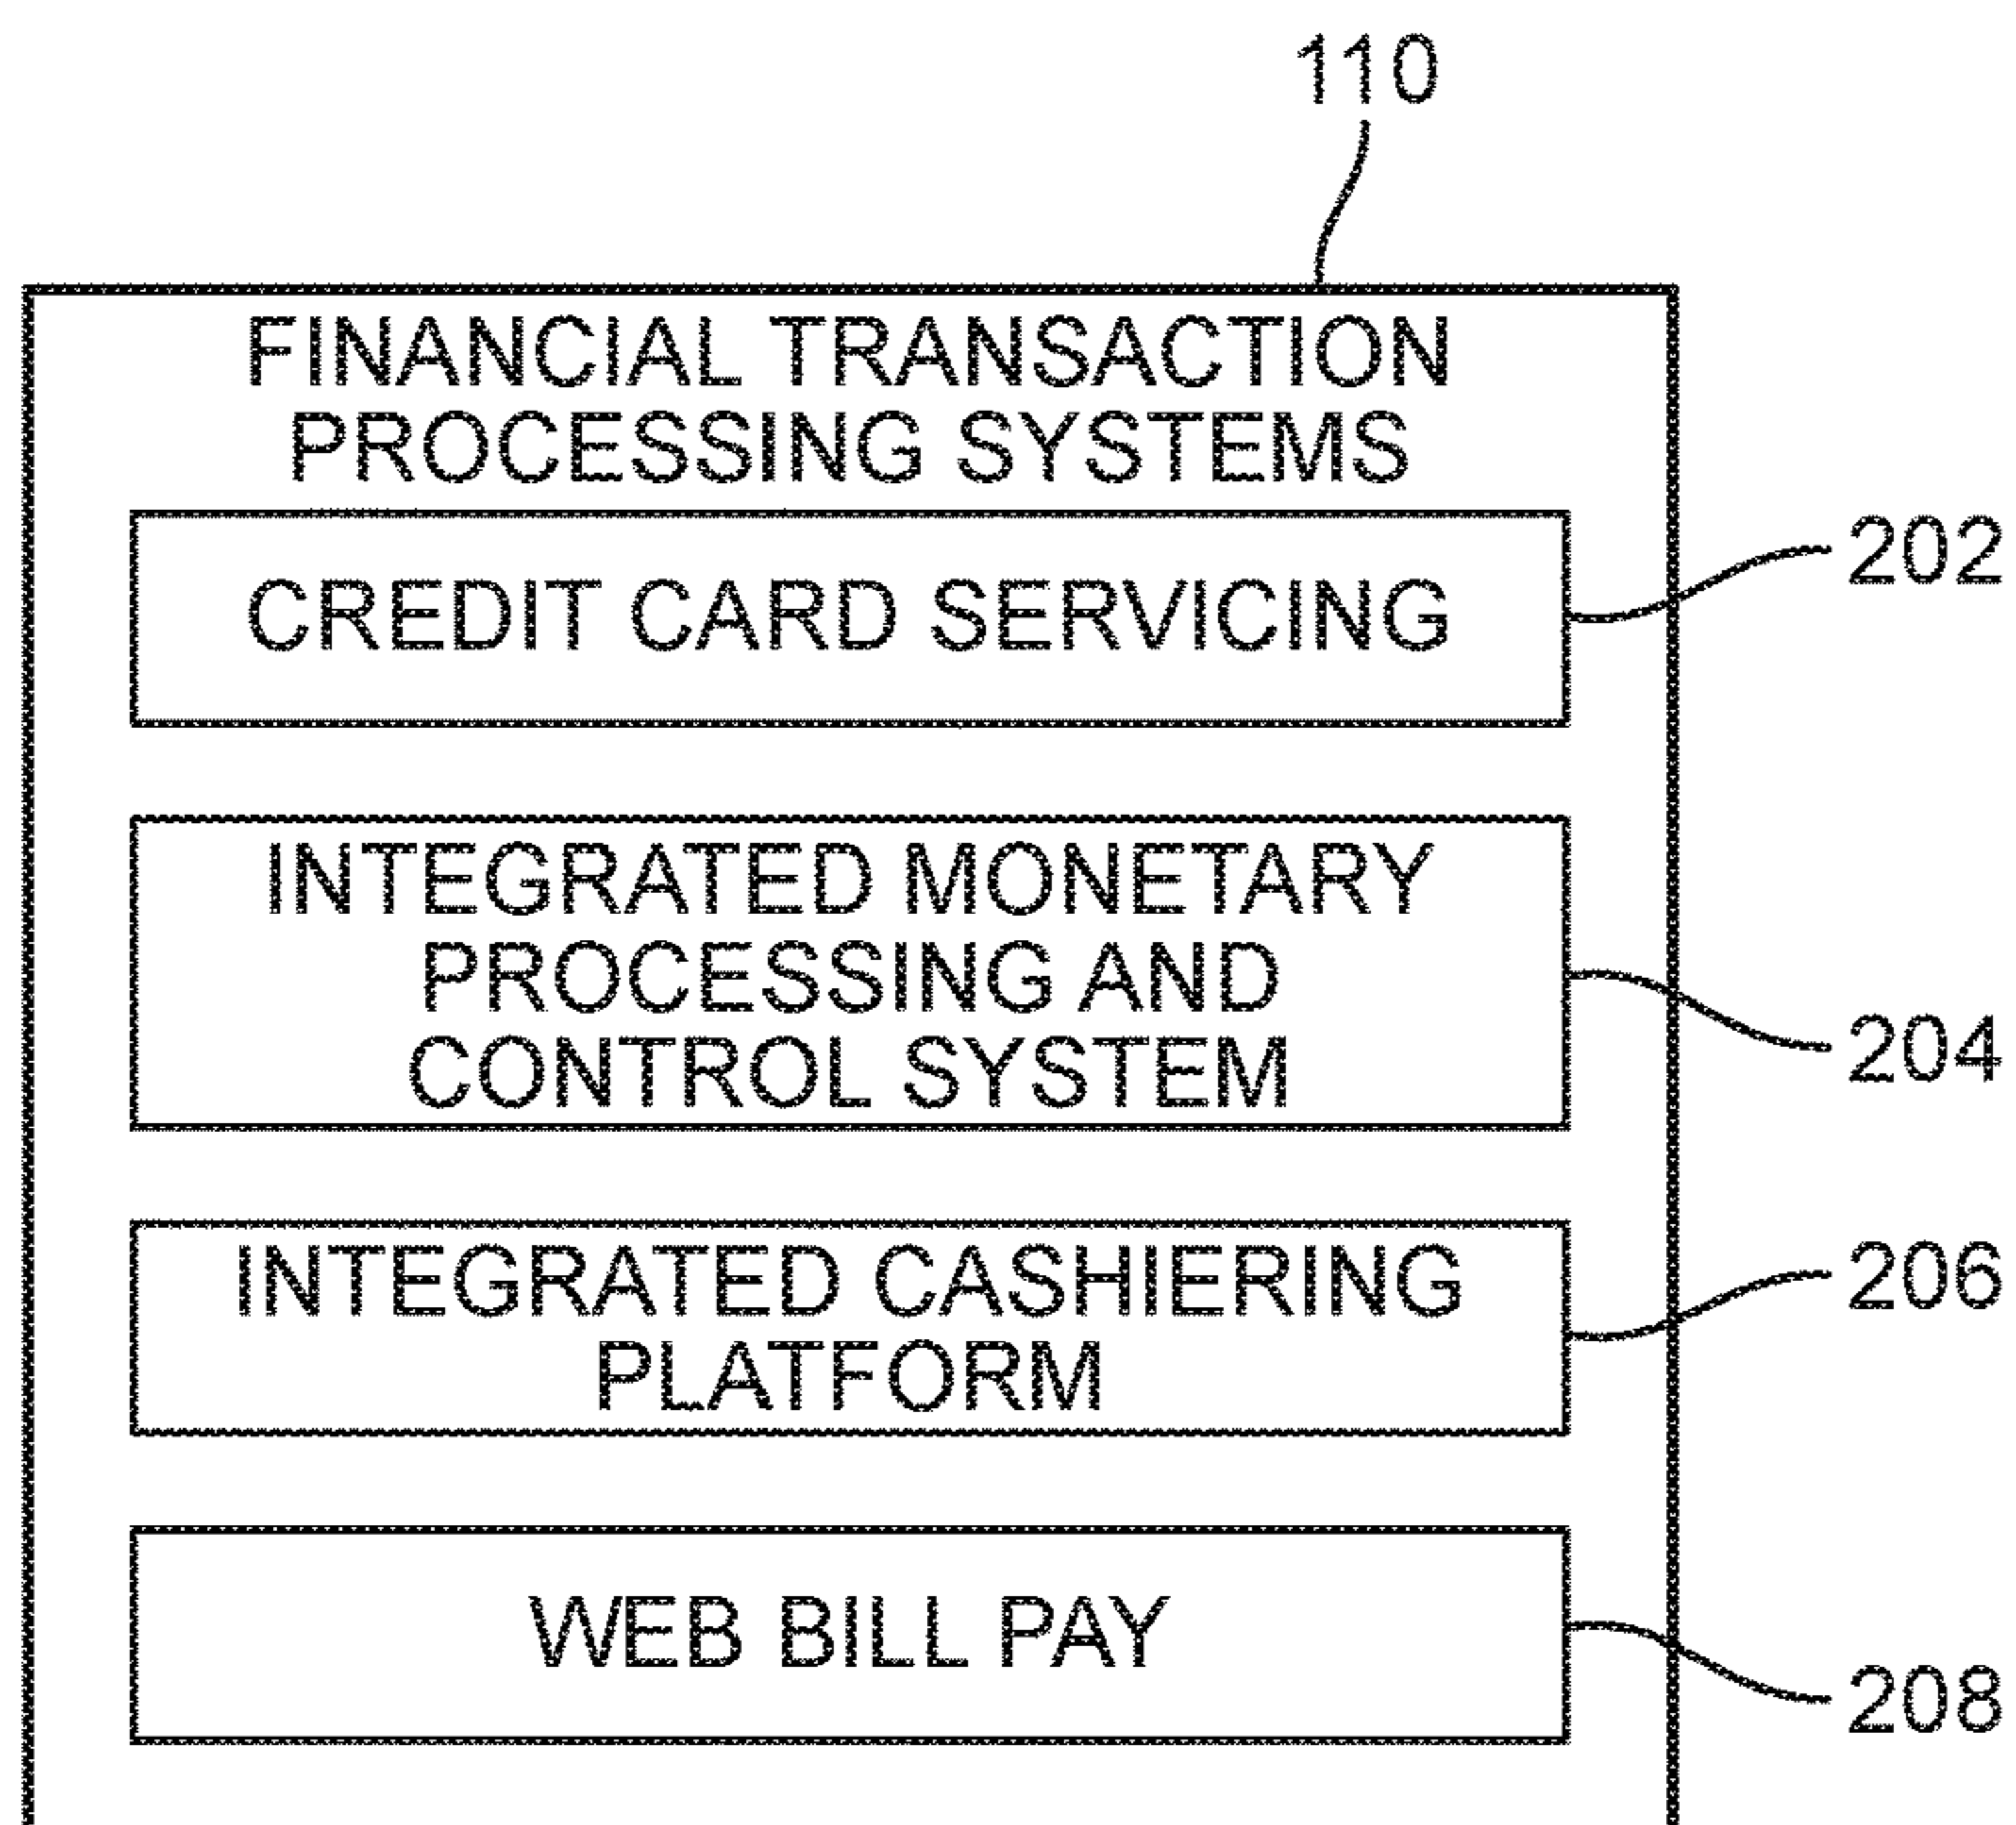 110
FINANCIAL TRANSACTION
PROCESSING SYSTEMS
CREDIT CARD SERVICING
202
INTEGRATED MONETARY
PROCESSING AND
CONTROL SYSTEM
204
INTEGRATED CASHIERING
PLATFORM
206
WEB BILL PAY
208